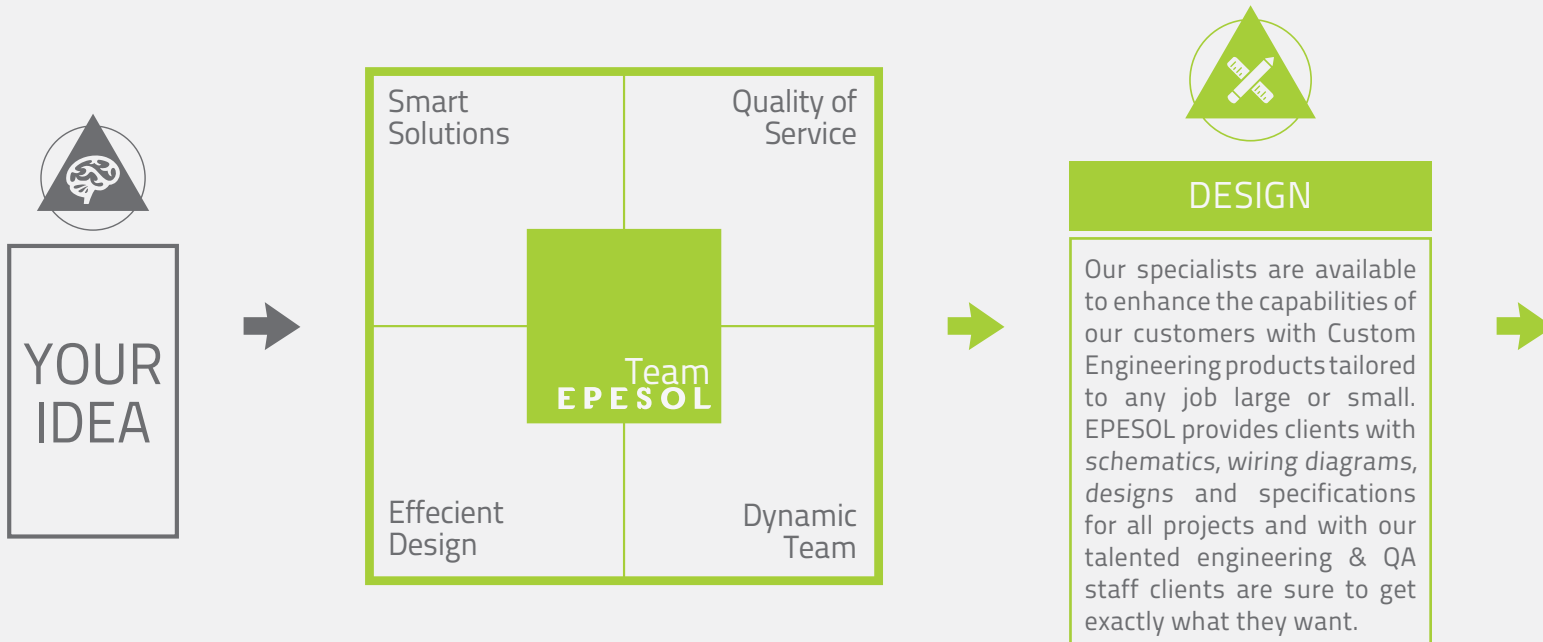 YOUR
IDEA
Smart
Solutions
Quality of
Service
Team
EPESOL
Effecient
Design
Dynamic
Team
DESIGN
Our specialists are available
to enhance the capabilities of
our customers with Custom
Engineering products tailored
to any job large or small.
EPESOL provides clients with
schematics, wiring diagrams,
designs and specifications
for all projects and with our
talented engineering & QA
staff clients are sure to get
exactly what they want.